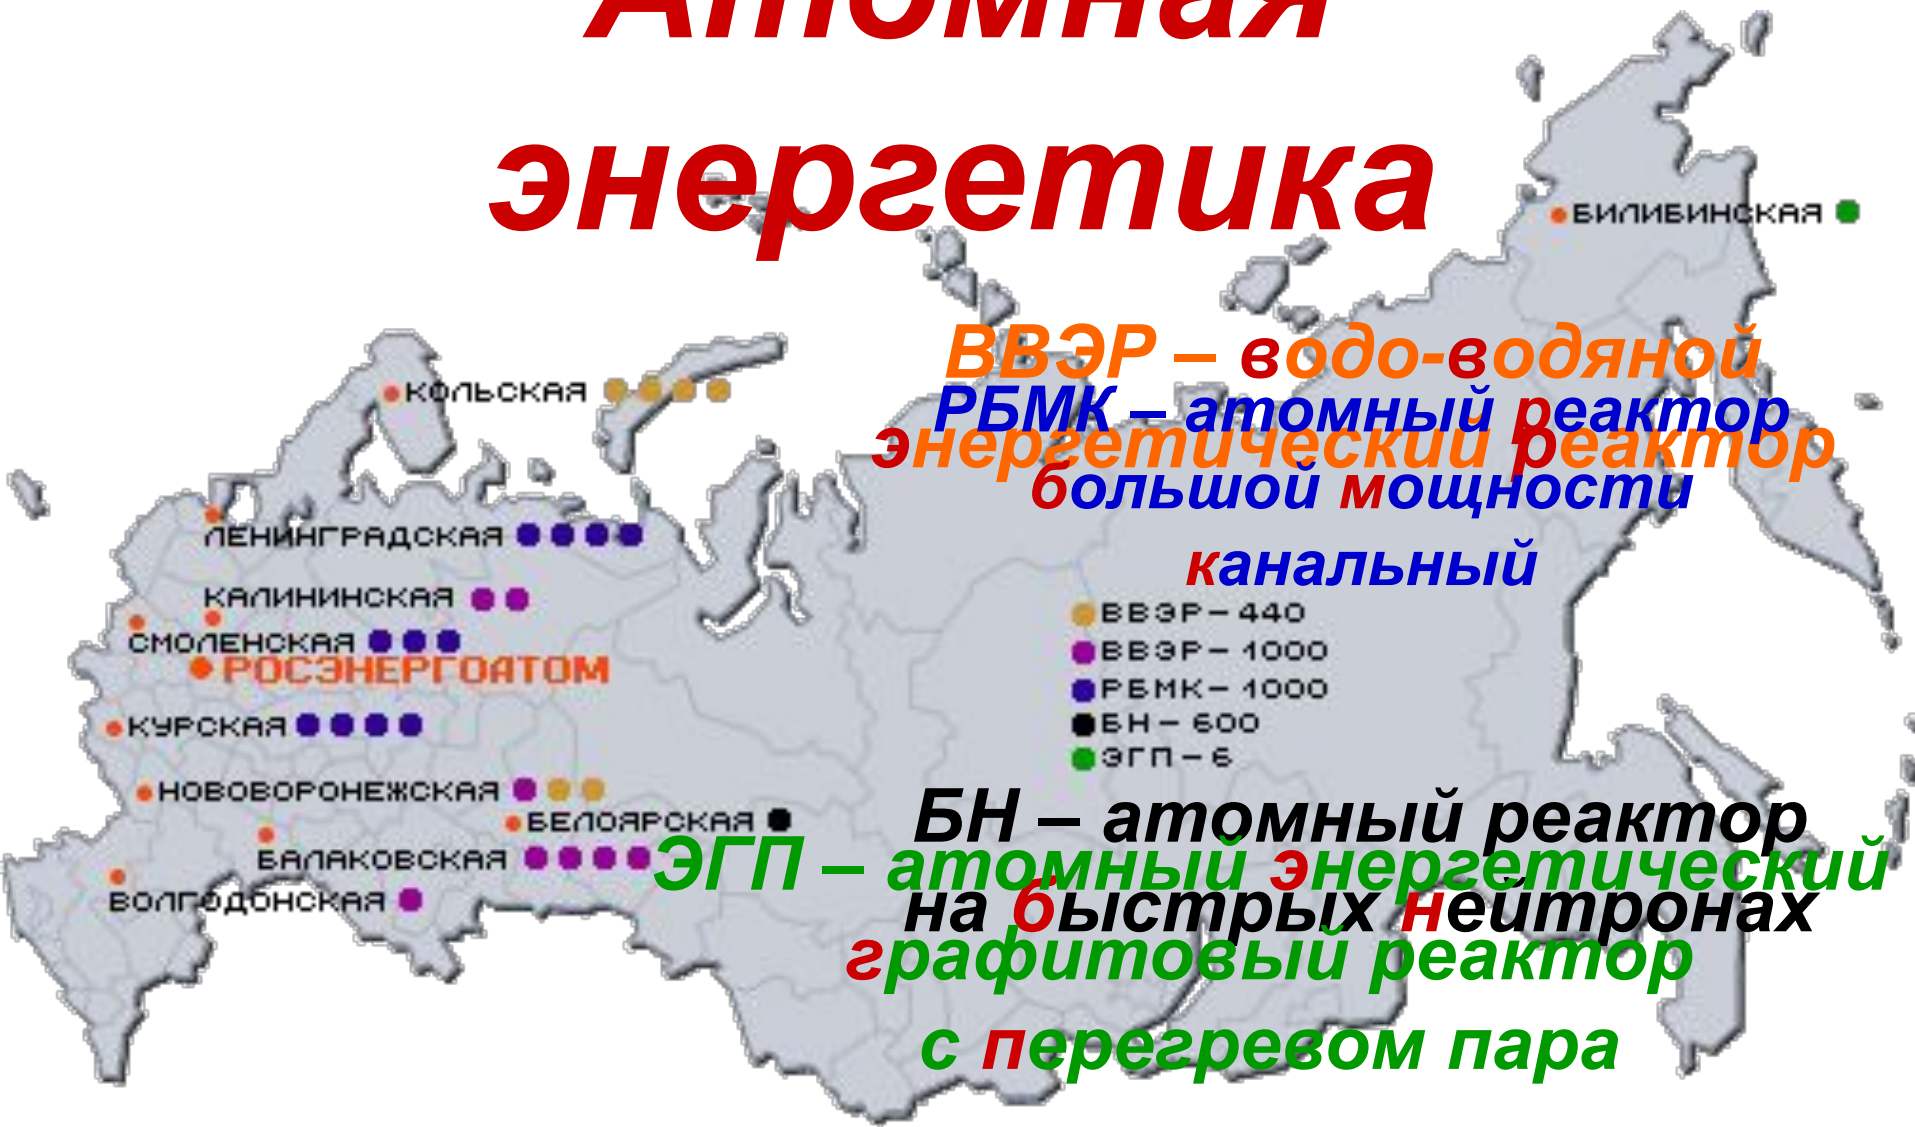 Атомная
энергетика
БИЛИБИНСКАЯ
ВВЭР – водо-водяной
энергетический реактор
РБМК – атомный реактор
большой мощности
канальный
КОЛЬСКАЯ
ЛЕНИНГРАДСКАЯ
КАЛИНИНСКАЯ
СМОЛЕНСКАЯ
РОСЭНЕРГОАТОМ
КУРСКАЯ
НОВОВОРОНЕЖСКАЯ
БЕЛОЯРСКАЯ
БАЛАКОВСКАЯ
ВОЛГОДОНСКАЯ
ВВЭР – 440
ВВЭР – 1000
РБМК – 1000
БН – 600
ЭГП – 6
БН – атомный реактор
на быстрых нейтронах
ЭГП – атомный энергетический
графитовый реактор
с перегревом пара